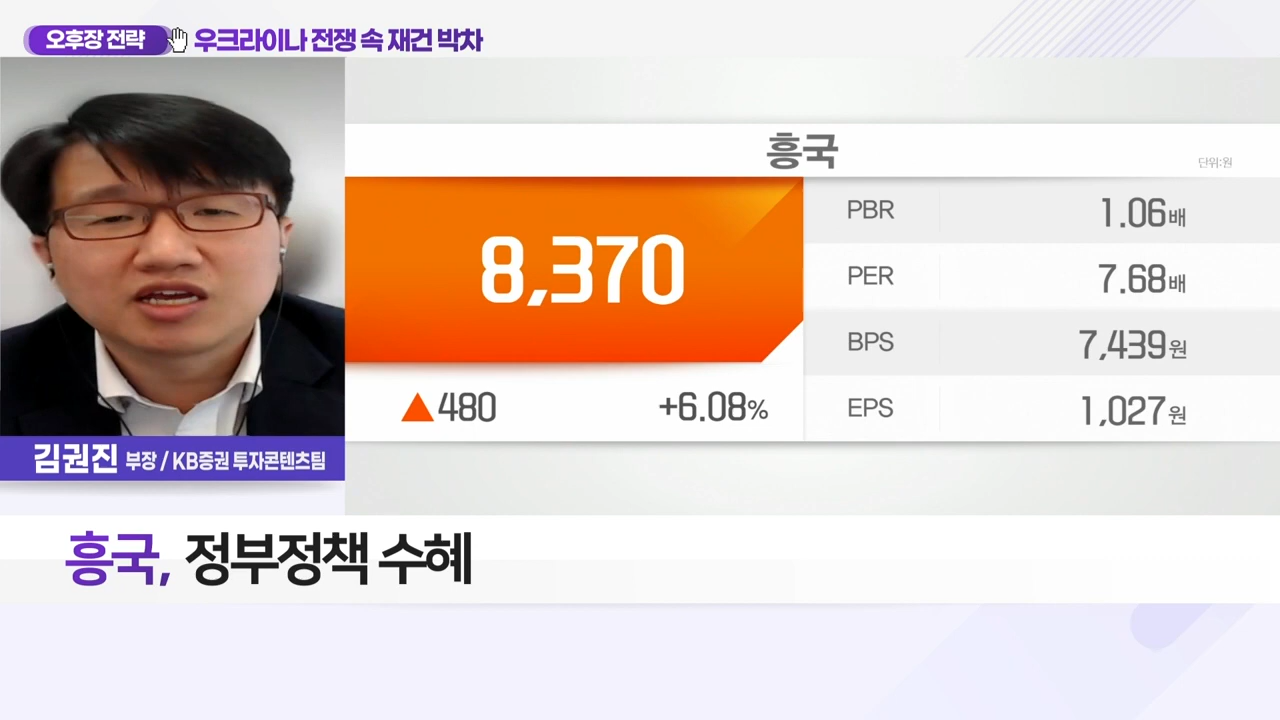 오후장 전략 우크라이나 전쟁 속 재건 박차
흥국
단위:원
8,370
▲480 +6.08%
PBR 1.06배
PER 7.68배
BPS 7,439원
EPS 1,027원
김권진 부장 / KB증권 투자콘텐츠팀
흥국, 정부정책 수혜